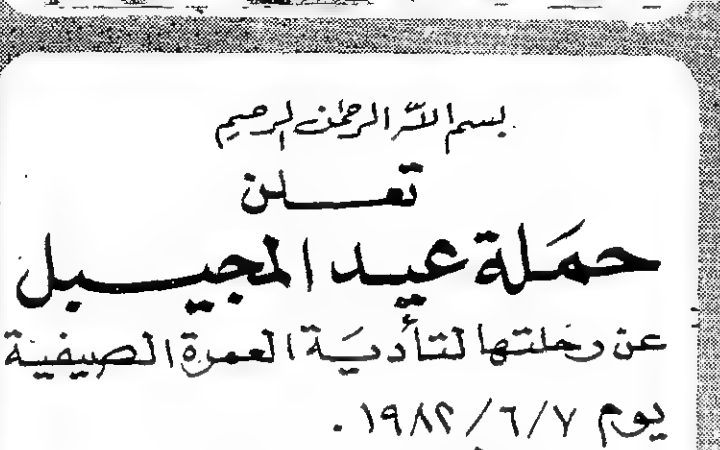 بسم الله الرحمن الرحيم
تعلن
حملة عيد المجيبل
عن رحلتها لتأدية العمرة الصيفية
يوم ١٩٨٢/٦/٧ .